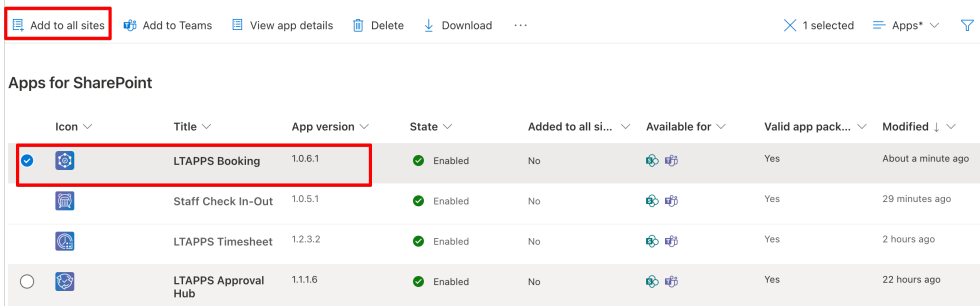 Add to all sites Add to Teams View app details Delete Download ··· 1 selected Apps*
Apps for SharePoint
Icon Title App version State Added to all si... Available for Valid app pack... Modified ↓
LTAPPS Booking 1.0.6.1 Enabled No Yes About a minute ago
Staff Check In-Out 1.0.5.1 Enabled No Yes 29 minutes ago
LTAPPS Timesheet 1.2.3.2 Enabled No Yes 2 hours ago
LTAPPS Approval 1.1.1.6 Enabled No Yes 22 hours ago
Hub